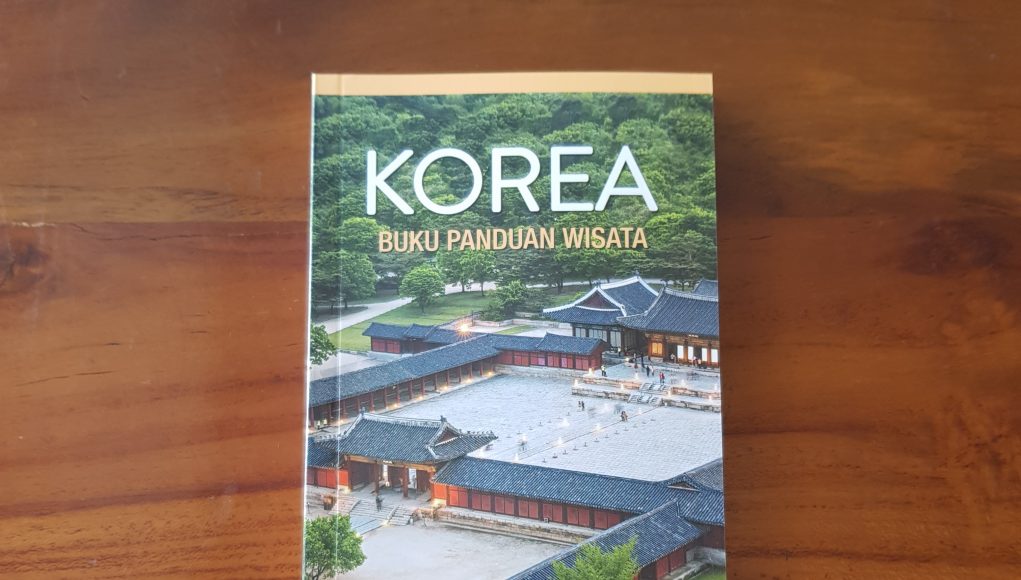 KOREA
BUKU PANDUAN WISATA